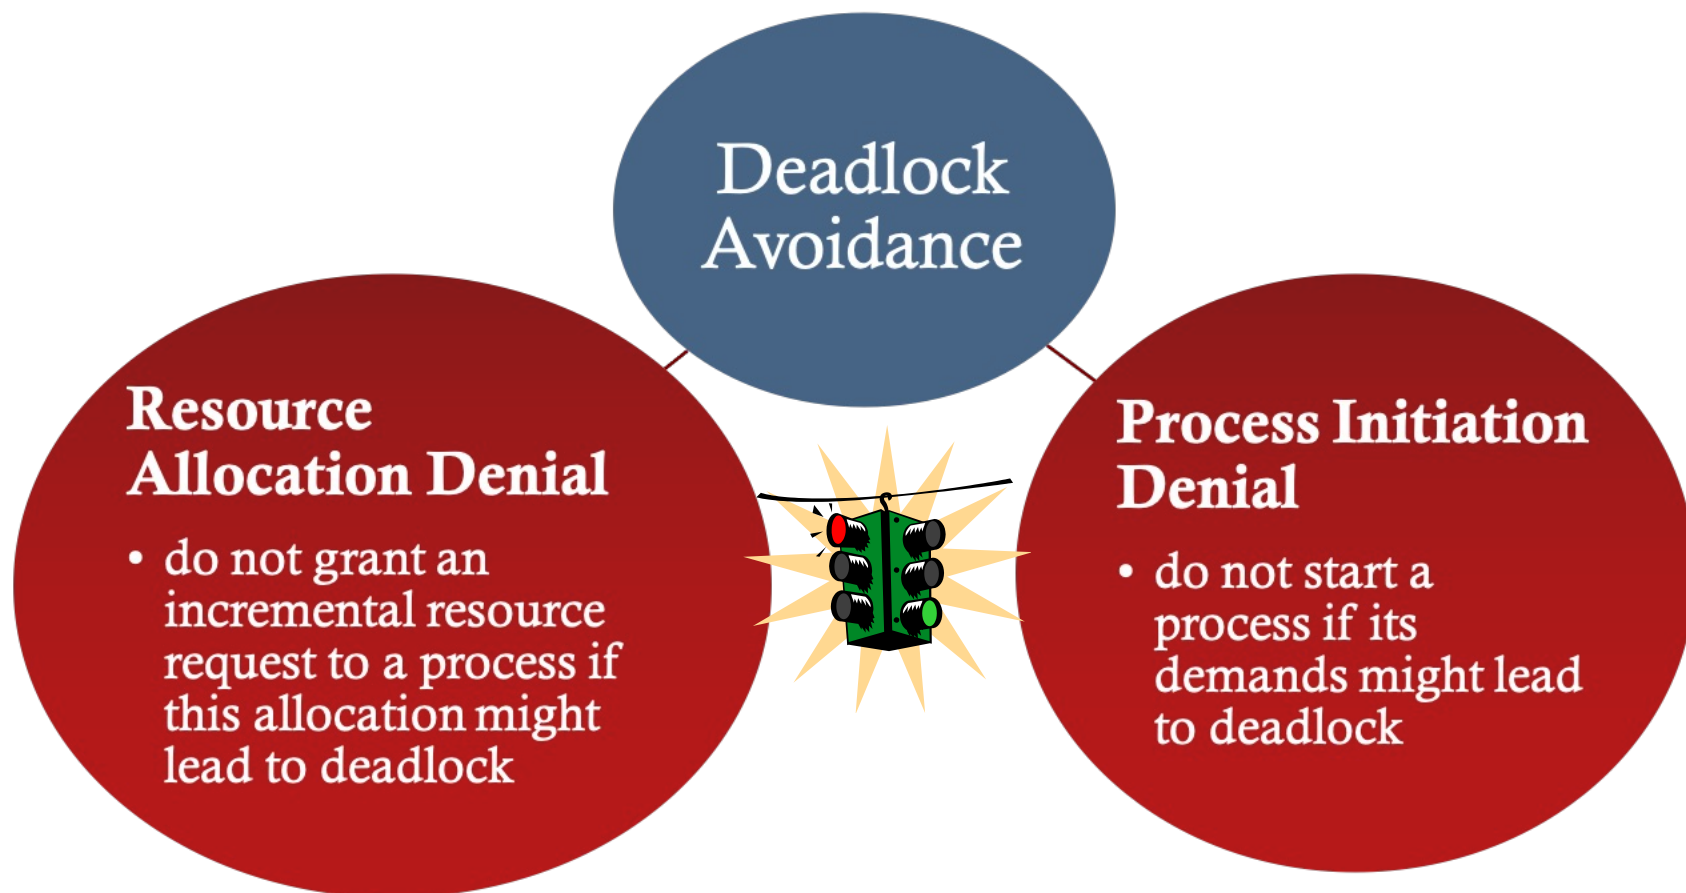 Deadlock
Avoidance
Resource
Allocation Denial
• do not grant an
incremental resource
request to a process if
this allocation might
lead to deadlock
Process Initiation
Denial
• do not start a
process if its
demands might lead
to deadlock